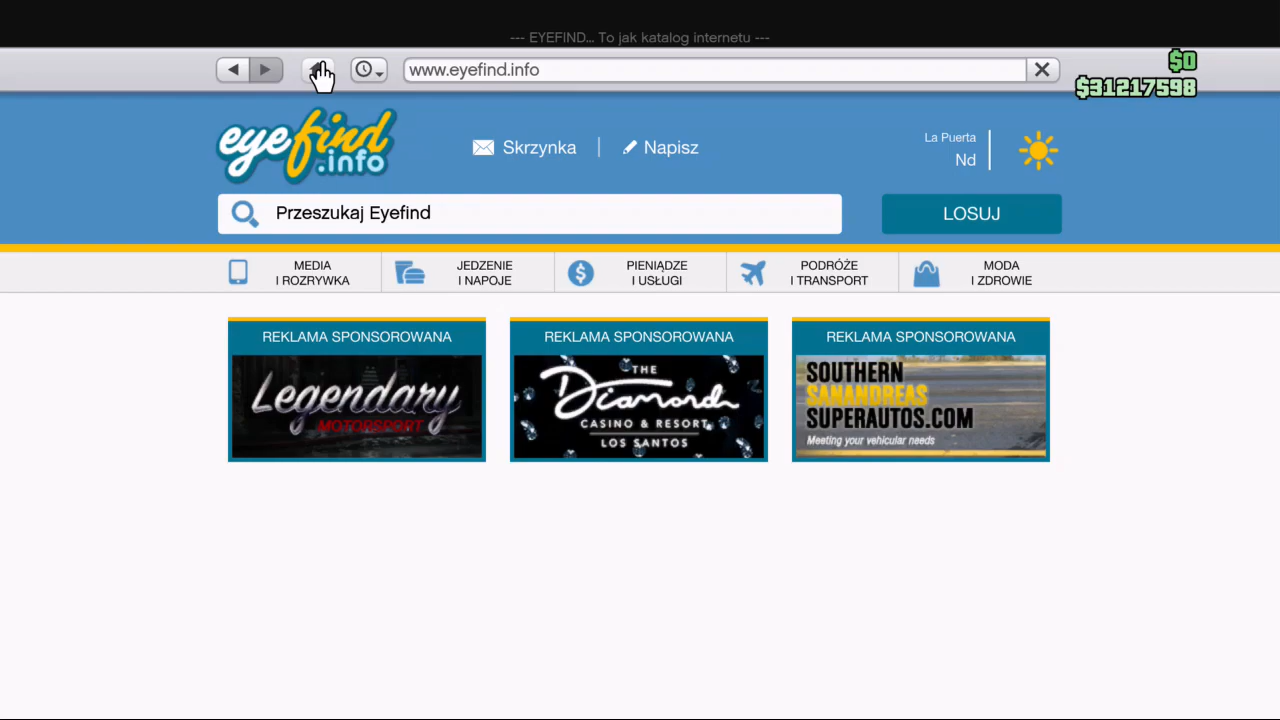 --- EYEFIND... To jak katalog internetu ---
www.eyefind.info
$0
$31217598
eyefind
.info
Skrzynka
Napisz
La Puerta
Nd
Przeszukaj Eyefind
LOSUJ
MEDIA
I ROZRYWKA
JEDZENIE
I NAPOJE
PIENIĄDZE
I USŁUGI
PODRÓŻE
I TRANSPORT
MODA
I ZDROWIE
REKLAMA SPONSOROWANA
Legendary
MOTORSPORT
REKLAMA SPONSOROWANA
THE
Diamond
CASINO & RESORT
LOS SANTOS
REKLAMA SPONSOROWANA
SOUTHERN
SANANDREAS
SUPERAUTOS.COM
Meeting your vehicular needs